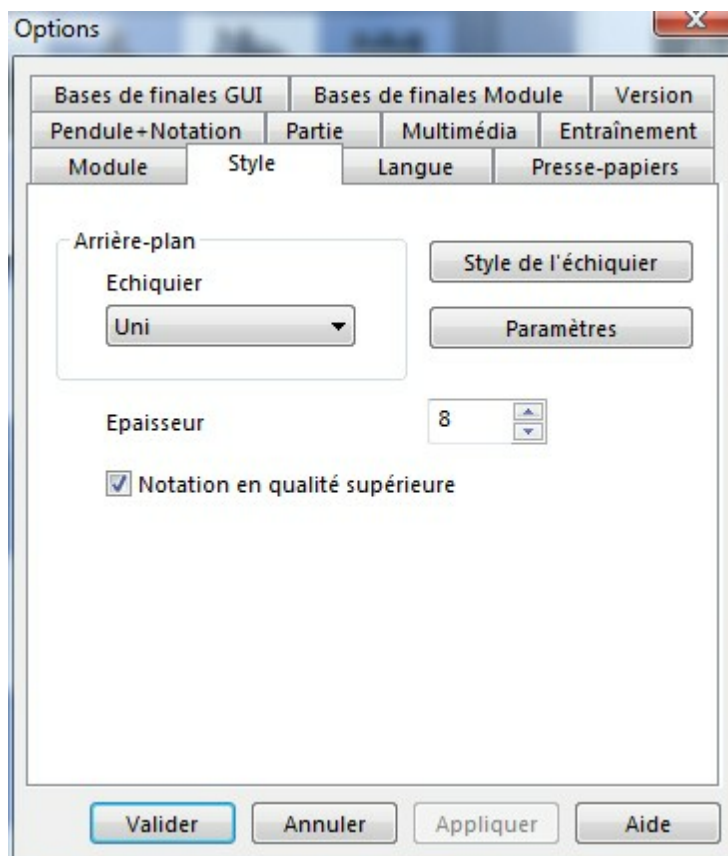 Options
Bases de finales GUI Bases de finales Module Version
Pendule+Notation Partie Multimédia Entraînement
Module Style Langue Presse-papiers
Arrière-plan
Echiquier
Uni
Style de l'échiquier
Paramètres
Epaisseur 8
Notation en qualité supérieure
Valider Annuler Appliquer Aide